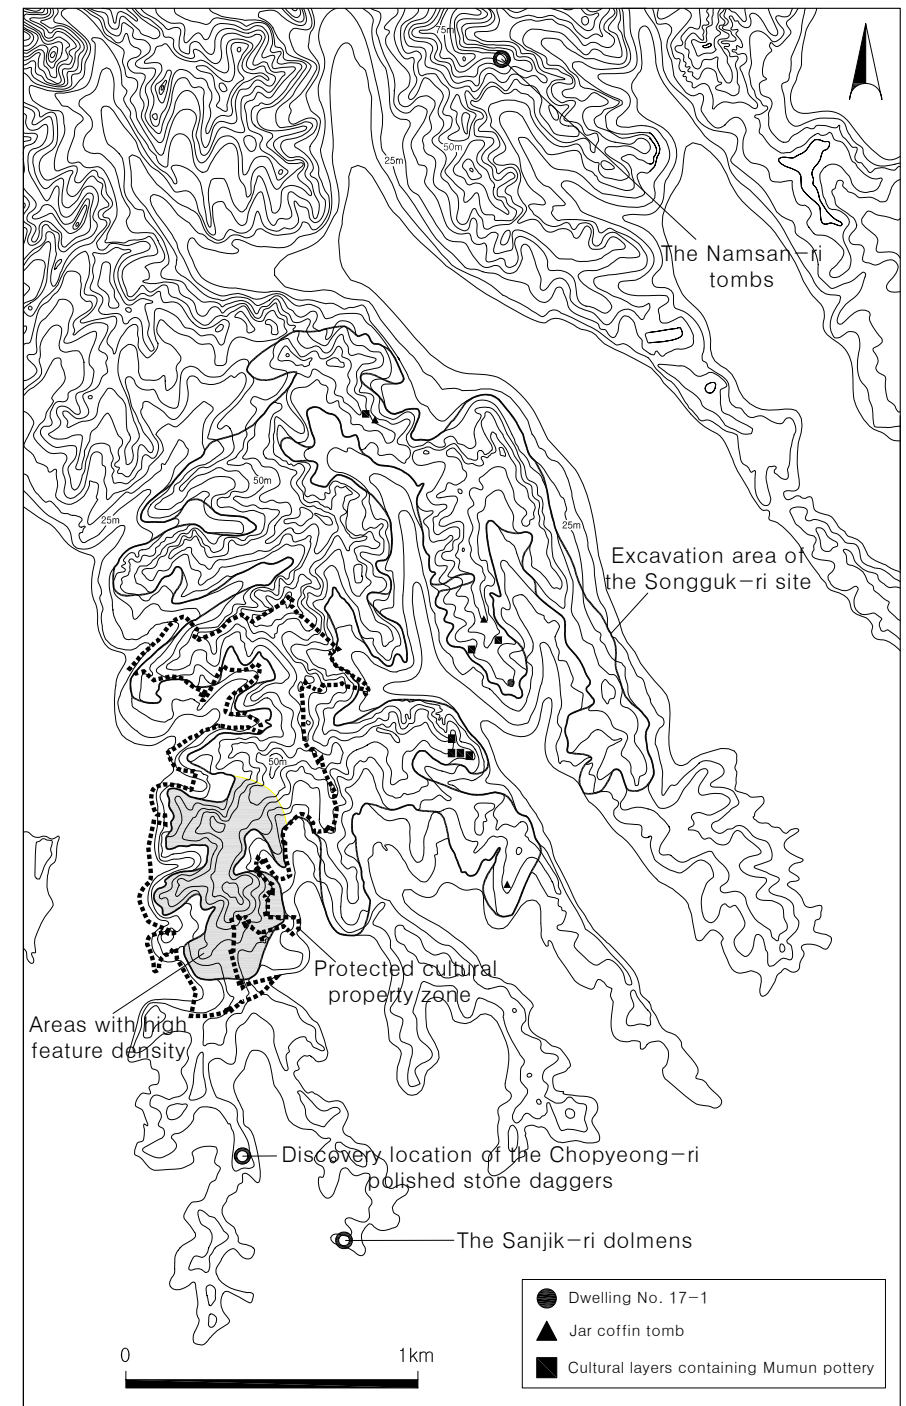 75m
50m
25m
The Namsan-ri
tombs
50m
25m
25m
Excavation area of
the Songguk-ri site
50m
Protected cultural
property zone
Areas with high
feature density
Discovery location of the Chopyeong-ri
polished stone daggers
The Sanjik-ri dolmens
Dwelling No. 17-1
Jar coffin tomb
Cultural layers containing Mumun pottery
0 1km